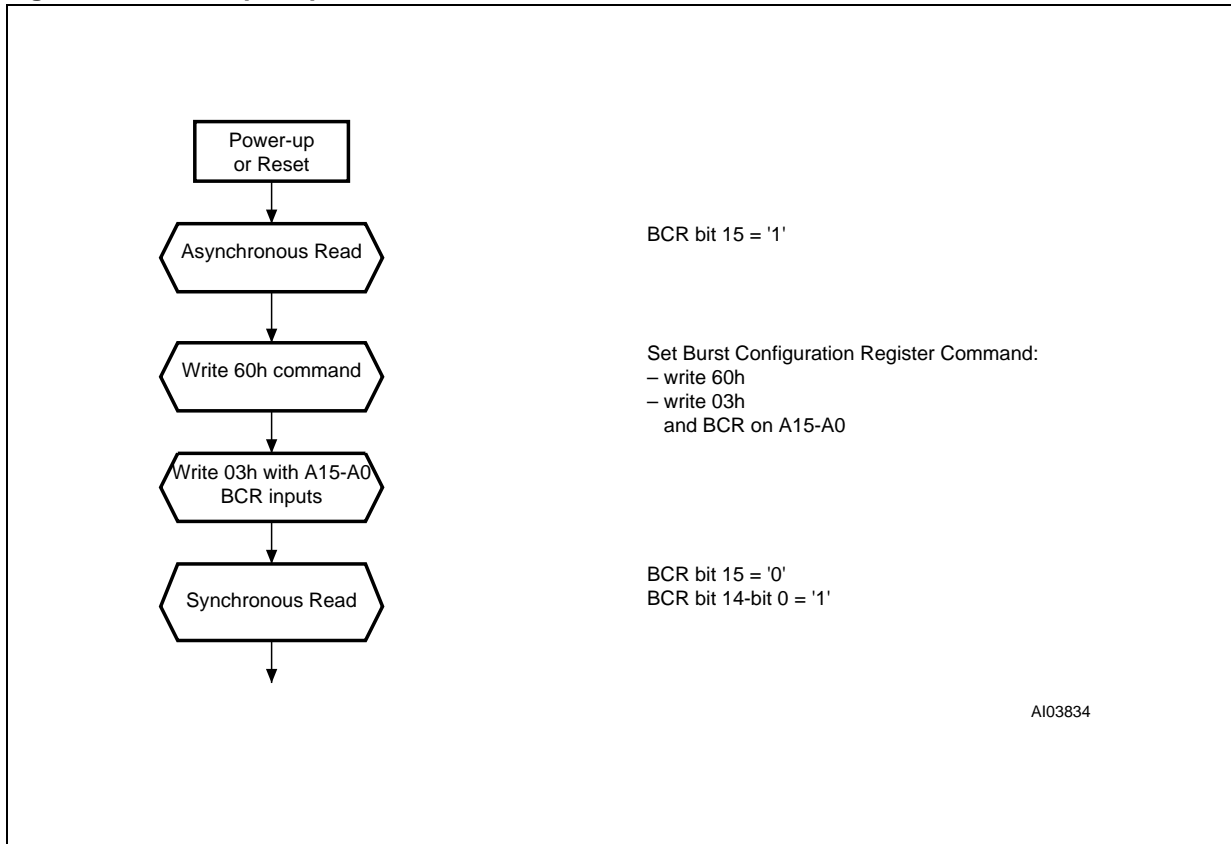 Power-up
or Reset
Asynchronous Read
BCR bit 15 = '1'
Write 60h command
Set Burst Configuration Register Command:
– write 60h
– write 03h
and BCR on A15-A0
Write 03h with A15-A0
BCR inputs
Synchronous Read
BCR bit 15 = '0'
BCR bit 14-bit 0 = '1'
AI03834